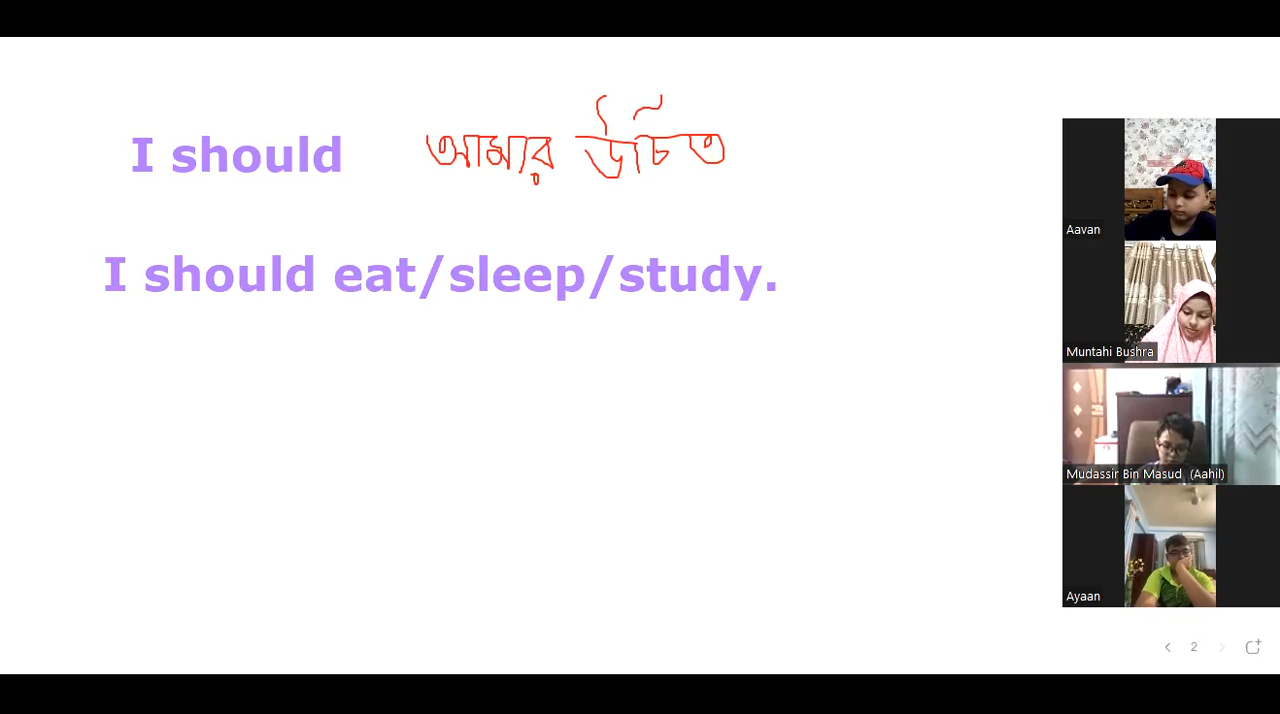 I should আমার উচিত
I should eat/sleep/study.
Aavan
Muntahi Bushra
Mudassir Bin Masud (Aahil)
Ayaan
2